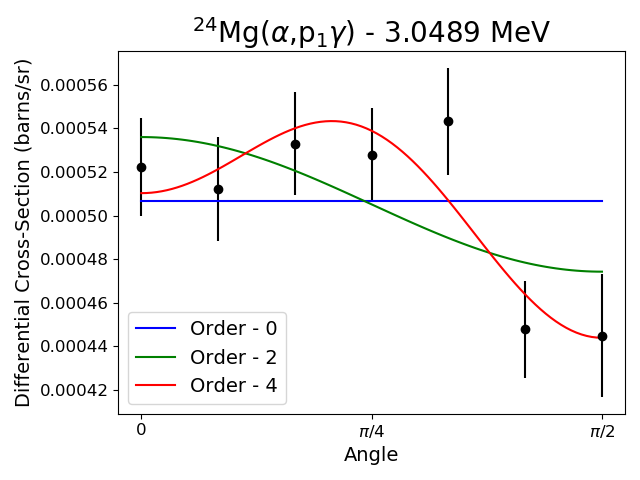 ²⁴Mg(α,p₁γ) - 3.0489 MeV
Differential Cross-Section (barns/sr)
0.00056
0.00054
0.00052
0.00050
0.00048
0.00046
0.00044
0.00042
Order - 0
Order - 2
Order - 4
0 π/4 π/2
Angle